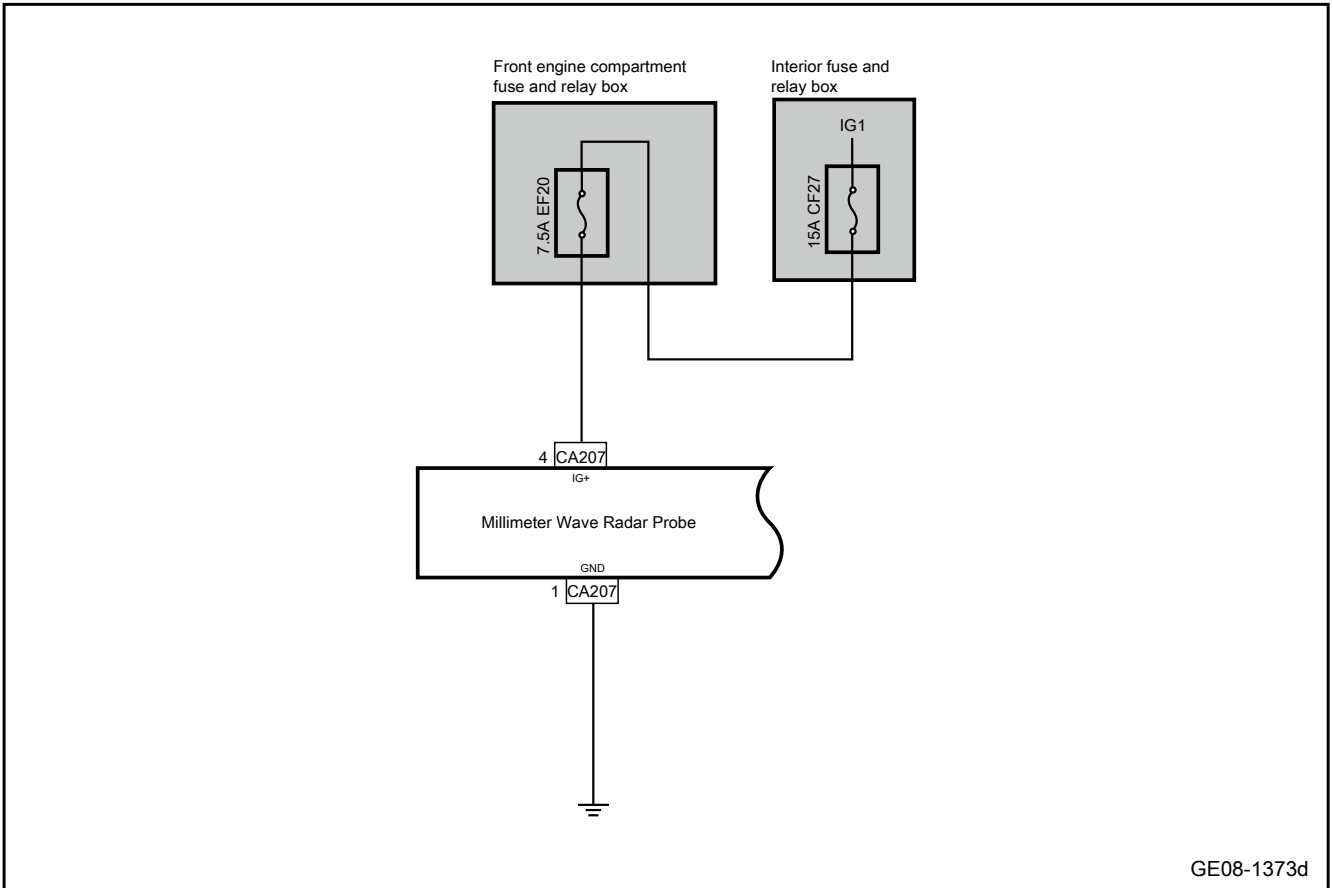 Front engine compartment
fuse and relay box
Interior fuse and
relay box
IG1
7.5A EF20
15A CF27
4 CA207
IG+
Millimeter Wave Radar Probe
GND
1 CA207
GE08-1373d